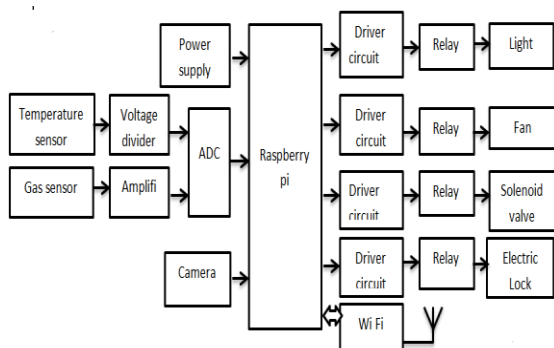 Power
supply
Temperature
sensor
Voltage
divider
Gas sensor
Amplifi
ADC
Camera
Raspberry
pi
Driver
circuit
Relay
Light
Driver
circuit
Relay
Fan
Driver
circuit
Relay
Solenoid
valve
Driver
circuit
Relay
Electric
Lock
Wi Fi